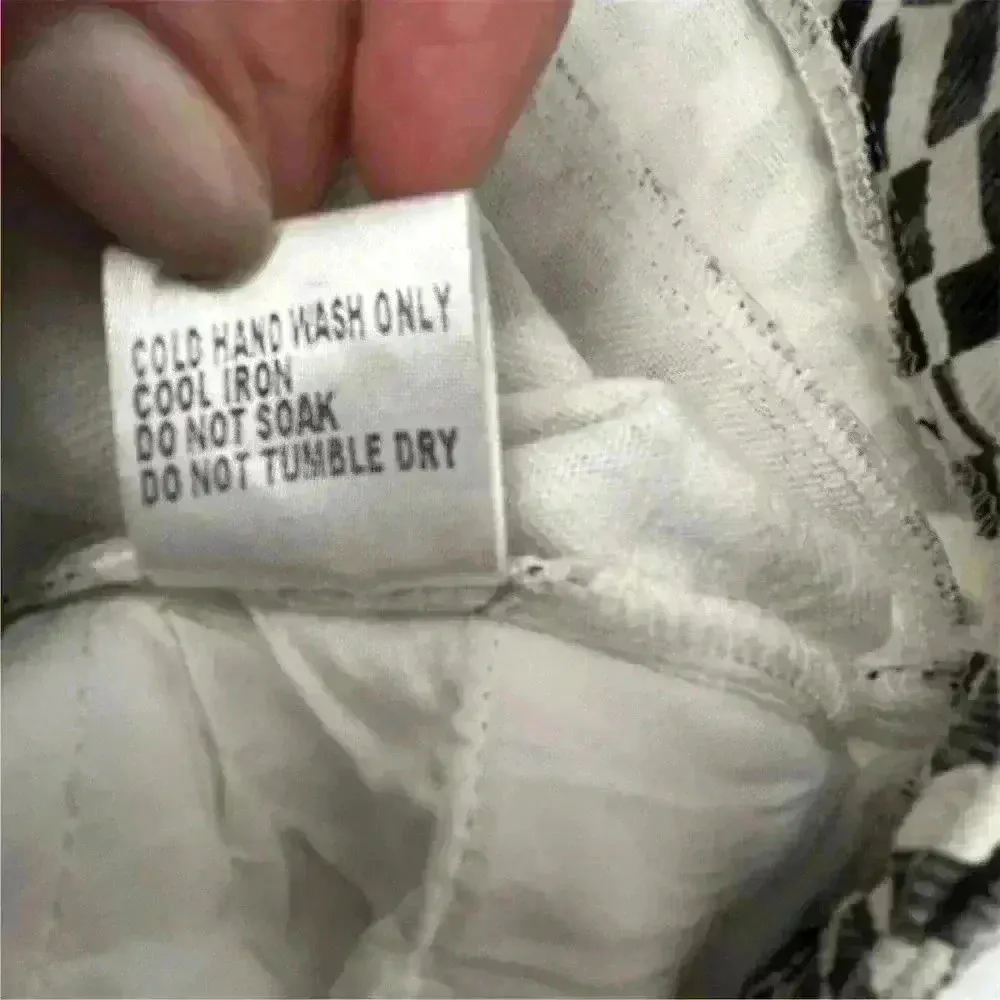 COLD HAND WASH ONLY
COOL IRON
DO NOT SOAK
DO NOT TUMBLE DRY